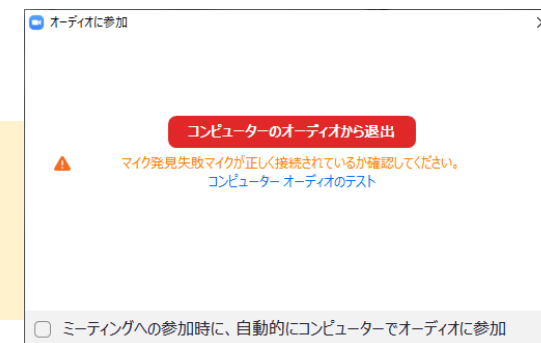 オーディオに参加
コンピューターのオーディオから退出
マイク発見失敗マイクが正しく接続されているか確認してください。
コンピューター オーディオのテスト
ミーティングへの参加時に、自動的にコンピューターでオーディオに参加